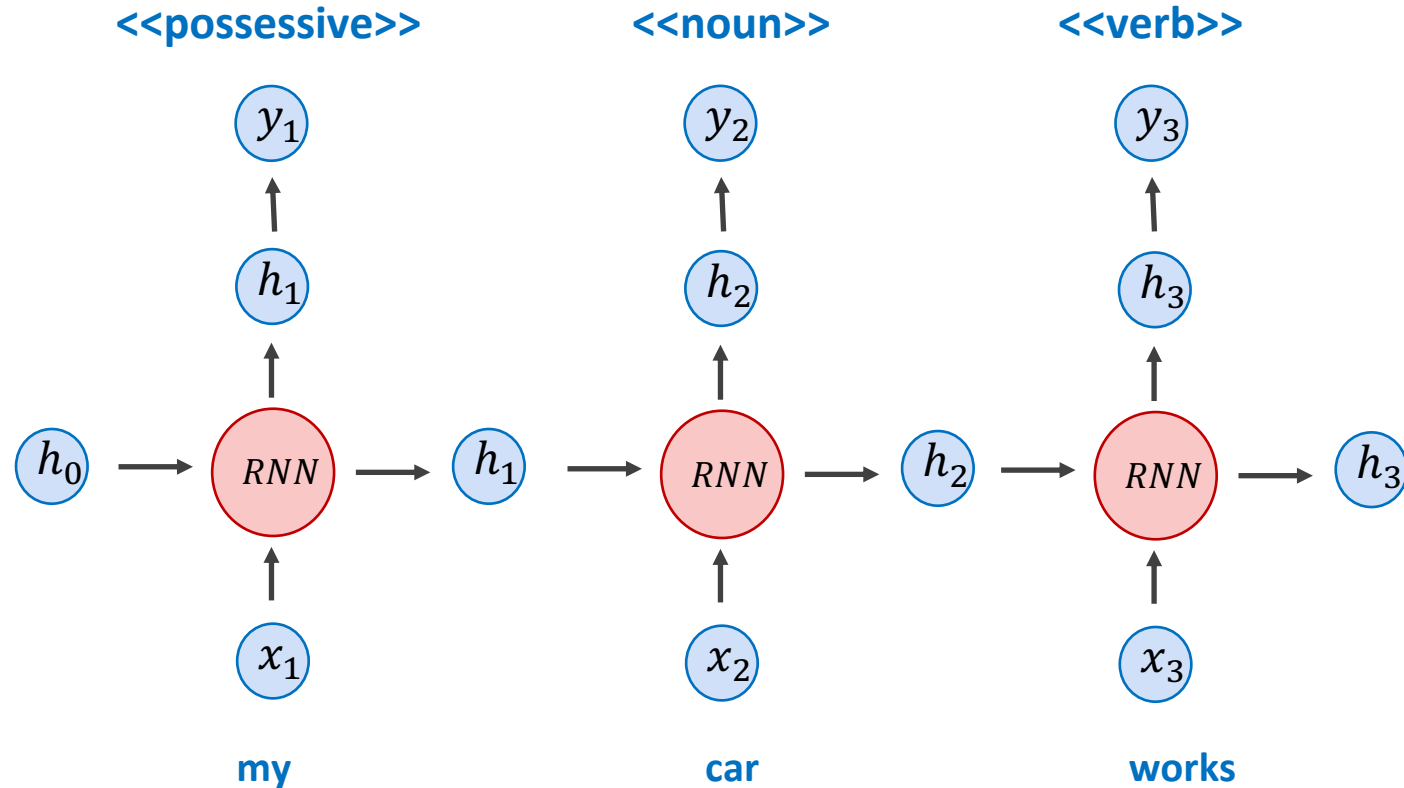 <<possessive>> <<noun>> <<verb>>
y₁ y₂ y₃
h₁ h₂ h₃
h₀ RNN h₁ RNN h₂ RNN h₃
x₁ x₂ x₃
my car works